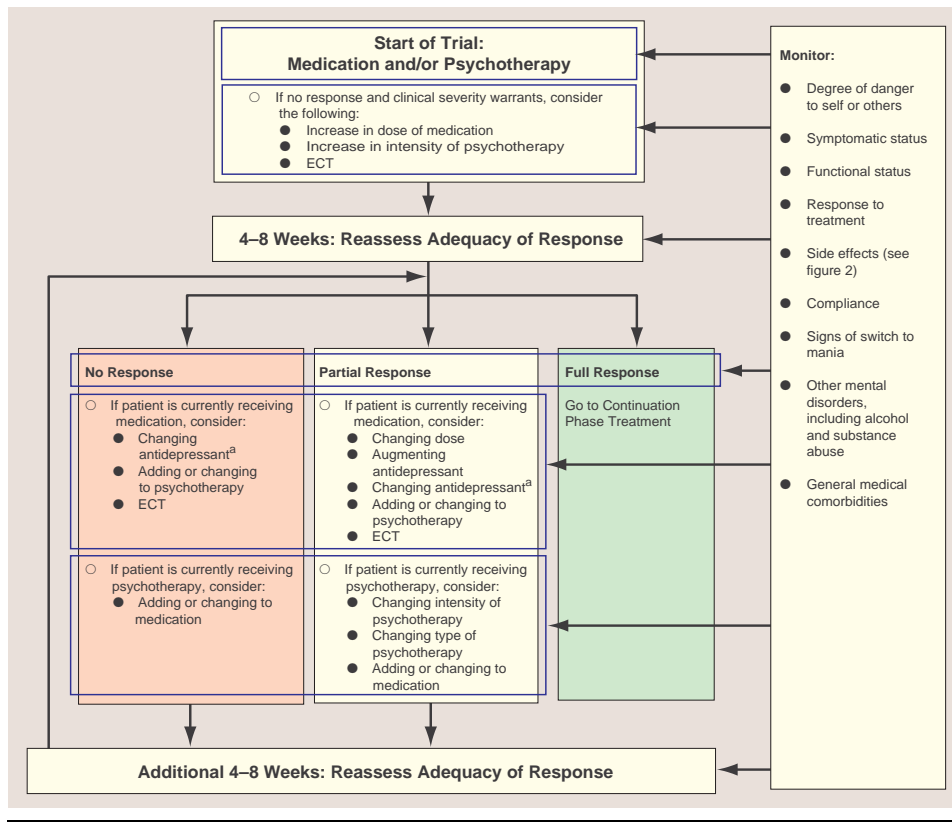 Start of Trial:
Medication and/or Psychotherapy
○ If no response and clinical severity warrants, consider
the following:
● Increase in dose of medication
● Increase in intensity of psychotherapy
● ECT
4–8 Weeks: Reassess Adequacy of Response
No Response
○ If patient is currently receiving
medication, consider:
● Changing
antidepressantᵃ
● Adding or changing
to psychotherapy
● ECT
○ If patient is currently receiving
psychotherapy, consider:
● Adding or changing to
medication
Partial Response
○ If patient is currently receiving
medication, consider:
● Changing dose
● Augmenting
antidepressant
● Changing antidepressantᵃ
● Adding or changing to
psychotherapy
● ECT
○ If patient is currently receiving
psychotherapy, consider:
● Changing intensity of
psychotherapy
● Changing type of
psychotherapy
● Adding or changing to
medication
Full Response
Go to Continuation
Phase Treatment
Additional 4–8 Weeks: Reassess Adequacy of Response
Monitor:
● Degree of danger
to self or others
● Symptomatic status
● Functional status
● Response to
treatment
● Side effects (see
figure 2)
● Compliance
● Signs of switch to
mania
● Other mental
disorders,
including alcohol
and substance
abuse
● General medical
comorbidities